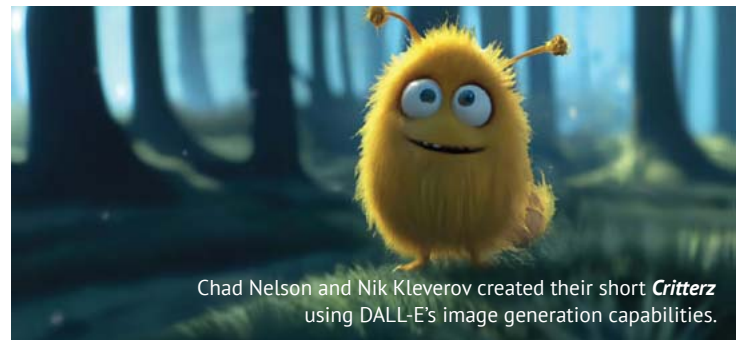 Chad Nelson and Nik Kleverov created their short Critterz
using DALL-E’s image generation capabilities.